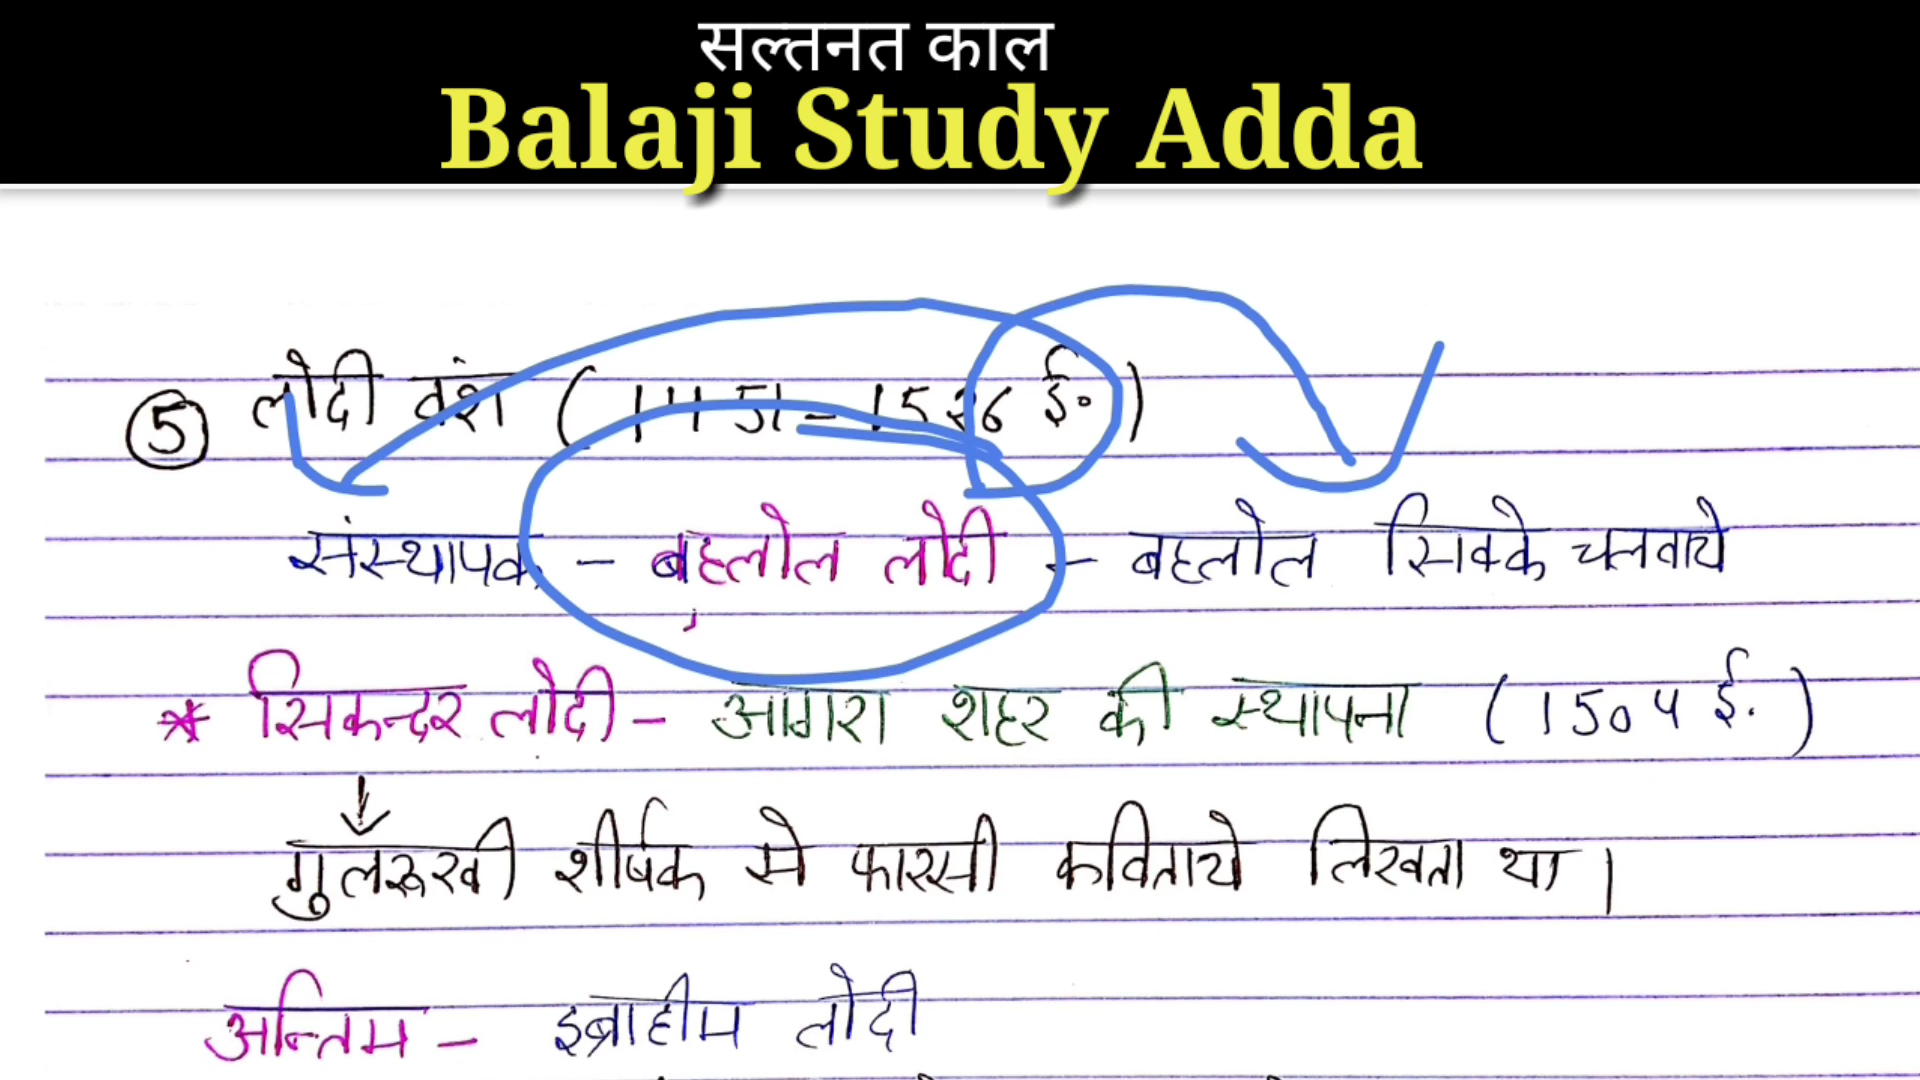 सल्तनत काल
Balaji Study Adda
⑤ लोदी वंश (1451 - 1526 ई॰)
संस्थापक - बहलोल लोदी - बहलोल सिक्के चलवाये
* सिकन्दर लोदी - आगरा शहर की स्थापना (1504 ई.)
↓
गुलरूखी शीर्षक से फारसी कविताये लिखता था।
अन्तिम - इब्राहीम लोदी